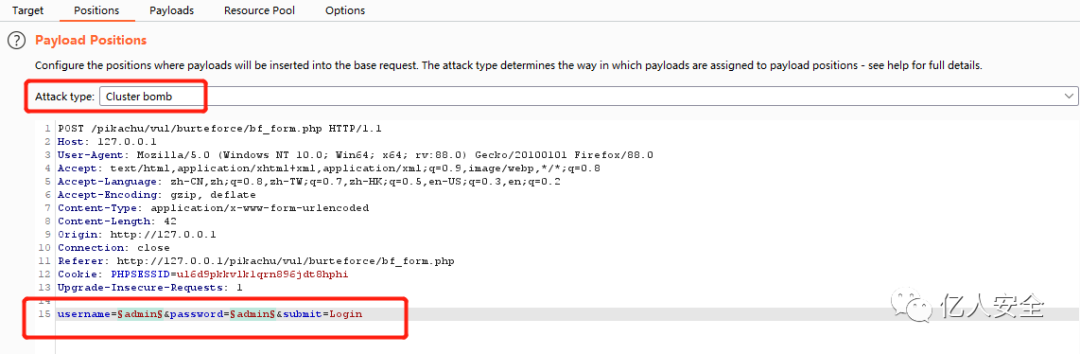 Target Positions Payloads Resource Pool Options
? Payload Positions
Configure the positions where payloads will be inserted into the base request. The attack type determines the way in which payloads are assigned to payload positions - see help for full details.
Attack type: Cluster bomb
1 POST /pikachu/vul/burteforce/bf_form.php HTTP/1.1
2 Host: 127.0.0.1
3 User-Agent: Mozilla/5.0 (Windows NT 10.0; Win64; x64; rv:88.0) Gecko/20100101 Firefox/88.0
4 Accept: text/html,application/xhtml+xml,application/xml;q=0.9,image/webp,*/*;q=0.8
5 Accept-Language: zh-CN,zh;q=0.8,zh-TW;q=0.7,zh-HK;q=0.5,en-US;q=0.3,en;q=0.2
6 Accept-Encoding: gzip, deflate
7 Content-Type: application/x-www-form-urlencoded
8 Content-Length: 42
9 Origin: http://127.0.0.1
10 Connection: close
11 Referer: http://127.0.0.1/pikachu/vul/burteforce/bf_form.php
12 Cookie: PHPSESSID=ul6d9pkkvlklqrn896jdt8hphi
13 Upgrade-Insecure-Requests: 1
14
15 username=§admin§&password=§admin§&submit=Login
亿人安全